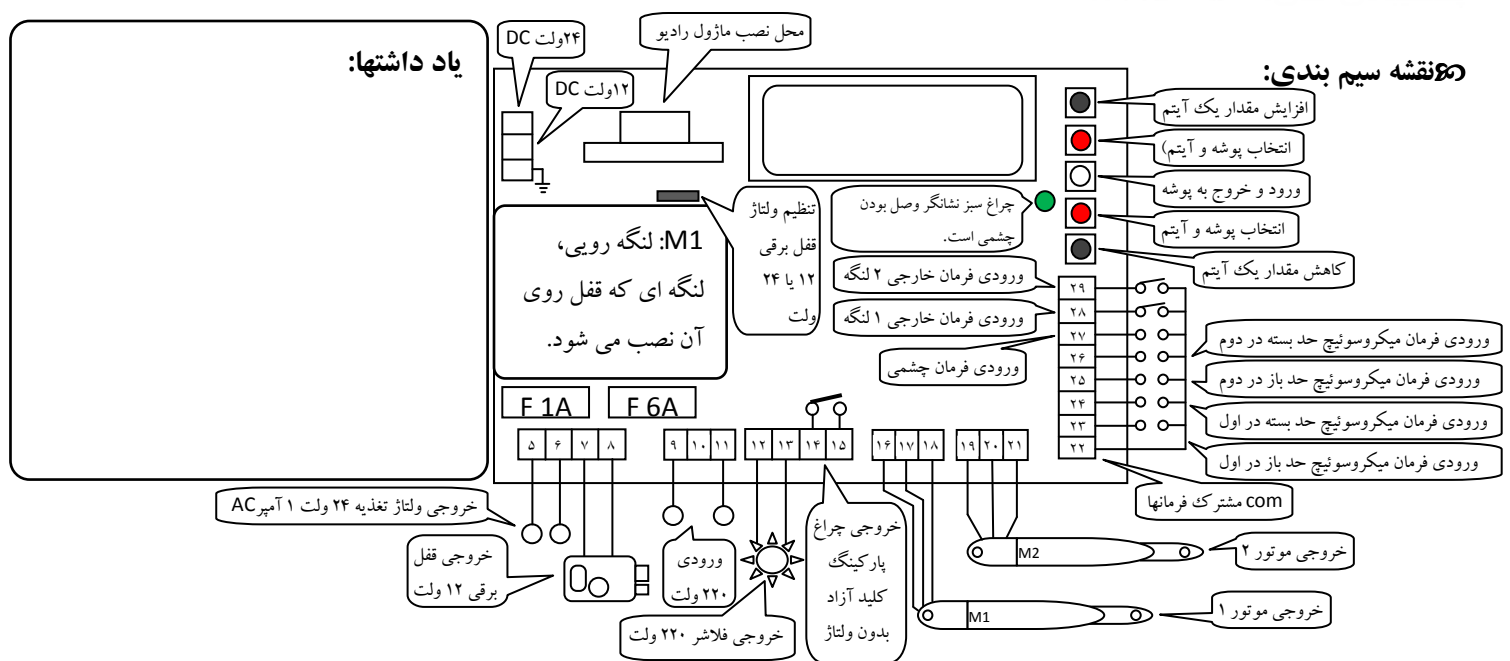 نقشه سیم بندی:
یاد داشتها:
۲۴ولت DC
۱۲ولت DC
محل نصب ماژول رادیو
افزایش مقدار یک آیتم
انتخاب پوشه و آیتم)
ورود و خروج به پوشه
انتخاب پوشه و آیتم
کاهش مقدار یک آیتم
چراغ سبز نشانگر وصل بودن
چشمی است.
تنظیم ولتاژ
قفل برقی
۱۲ یا ۲۴
ولت
M1: لنگه رویی،
لنگه ای که قفل روی
آن نصب می شود.
ورودی فرمان خارجی ۲ لنگه
ورودی فرمان خارجی ۱ لنگه
ورودی فرمان چشمی
۲۹
۲۸
۲۷
۲۶
۲۵
۲۴
۲۳
۲۲
ورودی فرمان میکروسوئیچ حد بسته در دوم
ورودی فرمان میکروسوئیچ حد باز در دوم
ورودی فرمان میکروسوئیچ حد بسته در اول
ورودی فرمان میکروسوئیچ حد باز در اول
com مشترک فرمانها
F 1A
F 6A
۵ ۶ ۷ ۸
۹ ۱۰ ۱۱
۱۲ ۱۳ ۱۴ ۱۵
۱۶ ۱۷ ۱۸
۱۹ ۲۰ ۲۱
خروجی ولتاژ تغذیه ۲۴ ولت ۱ آمپرAC
خروجی قفل
برقی ۱۲ ولت
ورودی
۲۲۰ ولت
خروجی فلاشر ۲۲۰ ولت
خروجی چراغ
پارکینگ
کلید آزاد
بدون ولتاژ
M2
خروجی موتور ۲
M1
خروجی موتور ۱